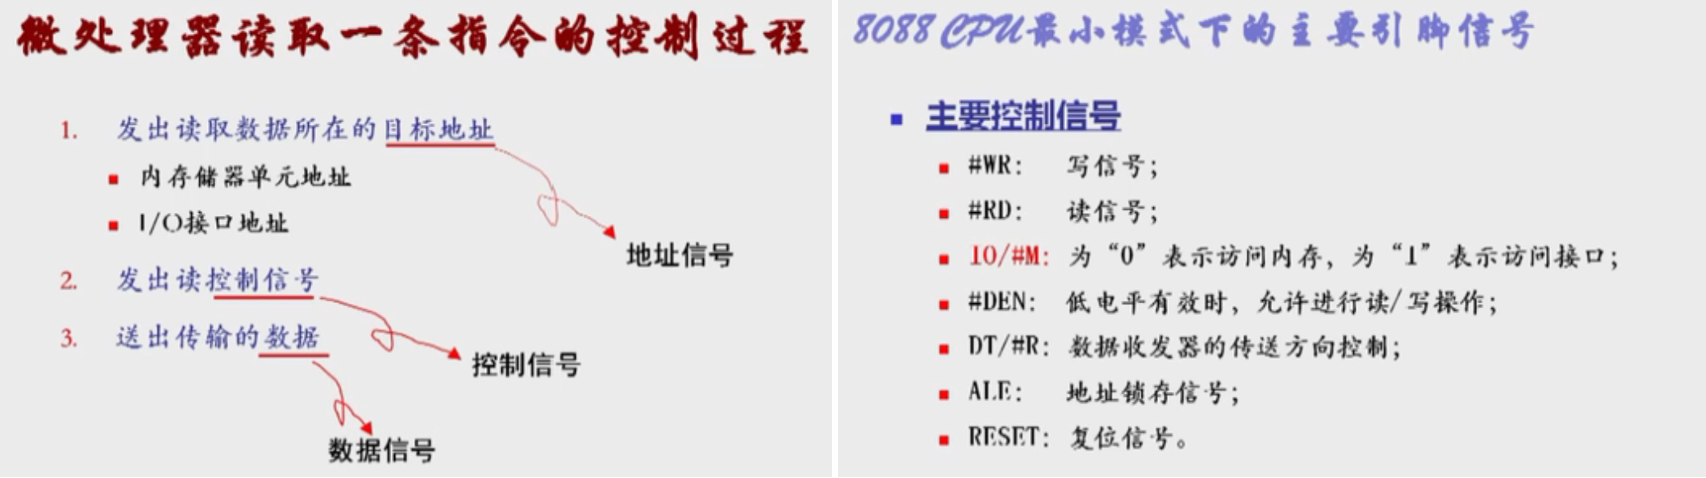 微处理器读取一条指令的控制过程
1. 发出读取数据所在的目标地址
内存储器单元地址
I/O接口地址
地址信号
2. 发出读控制信号
3. 送出传输的数据
控制信号
数据信号
8088 CPU最小模式下的主要引脚信号
主要控制信号
#WR: 写信号;
#RD: 读信号;
IO/#M: 为“0”表示访问内存, 为“1”表示访问接口;
#DEN: 低电平有效时, 允许进行读/写操作;
DT/#R: 数据收发器的传送方向控制;
ALE: 地址锁存信号;
RESET: 复位信号。